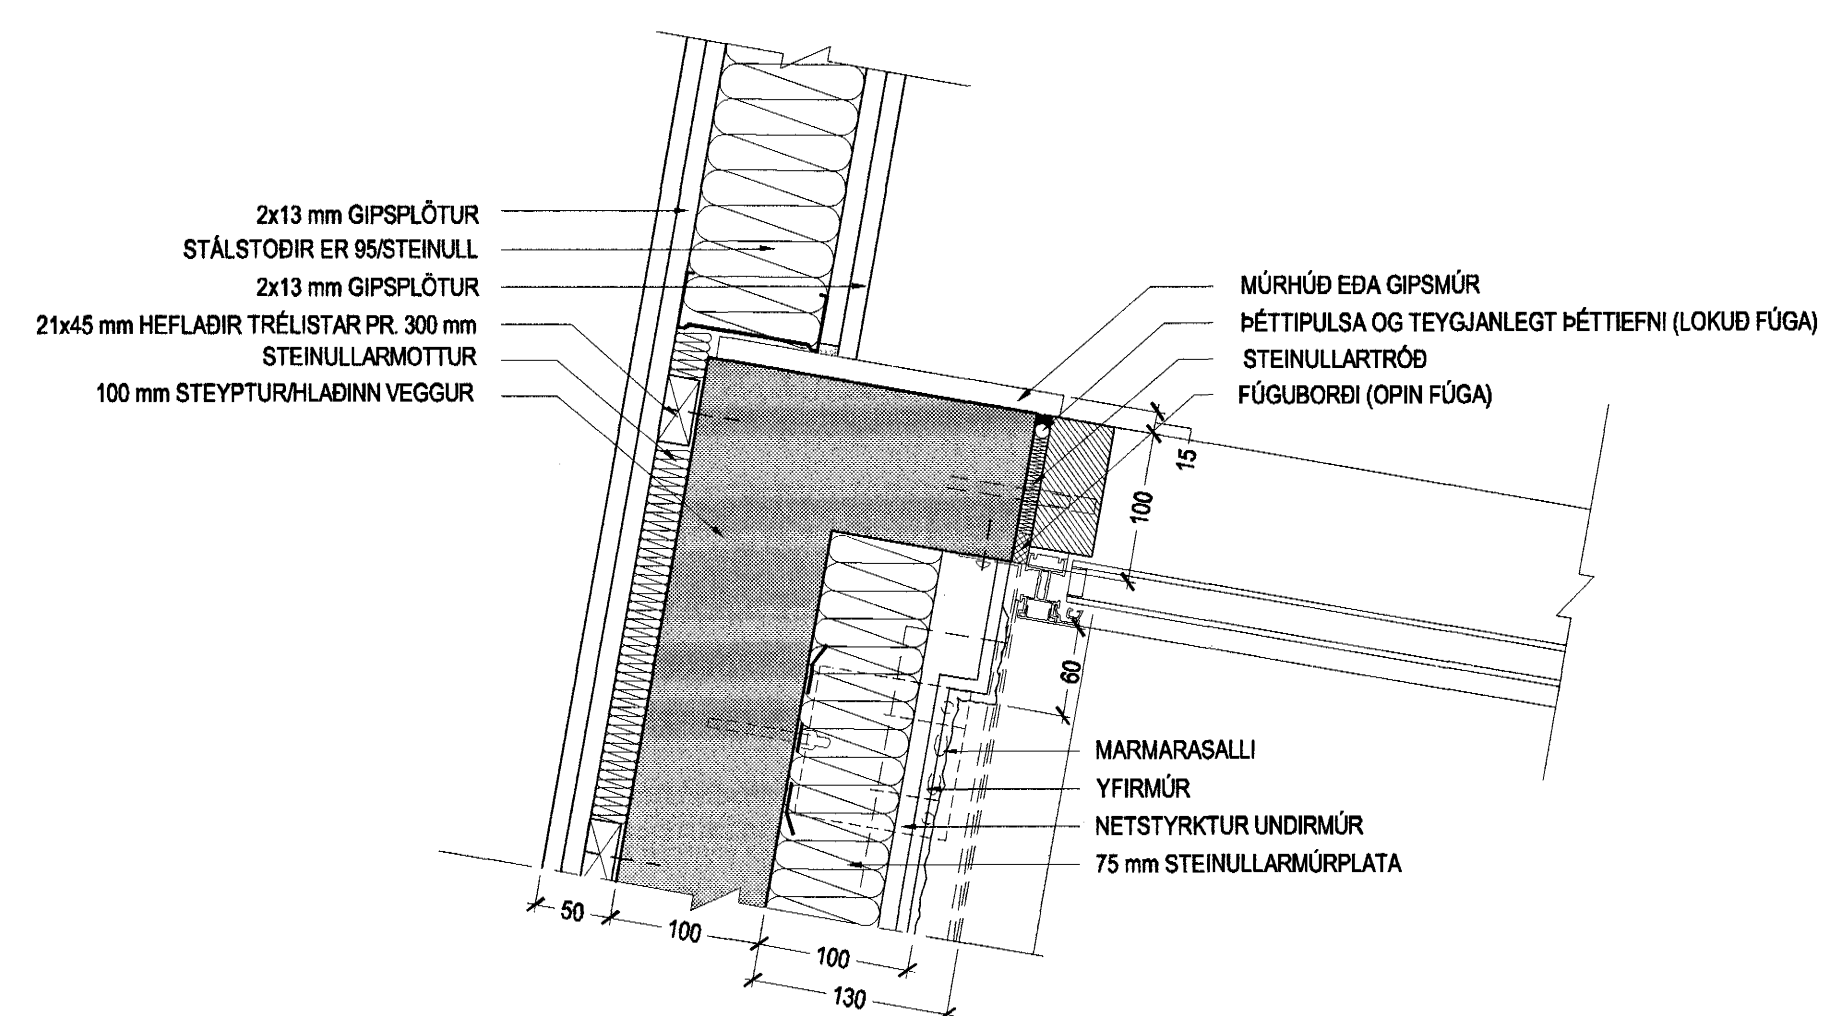 2x13 mm GIPSPLÖTUR
STÁLSTOÐIR ER 95/STEINULL
2x13 mm GIPSPLÖTUR
21x45 mm HEFLAÐIR TRÉLISTAR PR. 300 mm
STEINULLARMOTTUR
100 mm STEYPTUR/HLAÐINN VEGGUR
MÚRHÚÐ EÐA GIPSMÚR
ÞÉTTIPULSA OG TEYGJANLEGT ÞÉTTIEFNI (LOKUÐ FÚGA)
STEINULLARTRÓÐ
FÚGUBORÐI (OPIN FÚGA)
15
100
60
MARMARASALLI
YFIRMÚR
NETSTYRKTUR UNDIRMÚR
75 mm STEINULLARMÚRPLATA
50
100
100
130